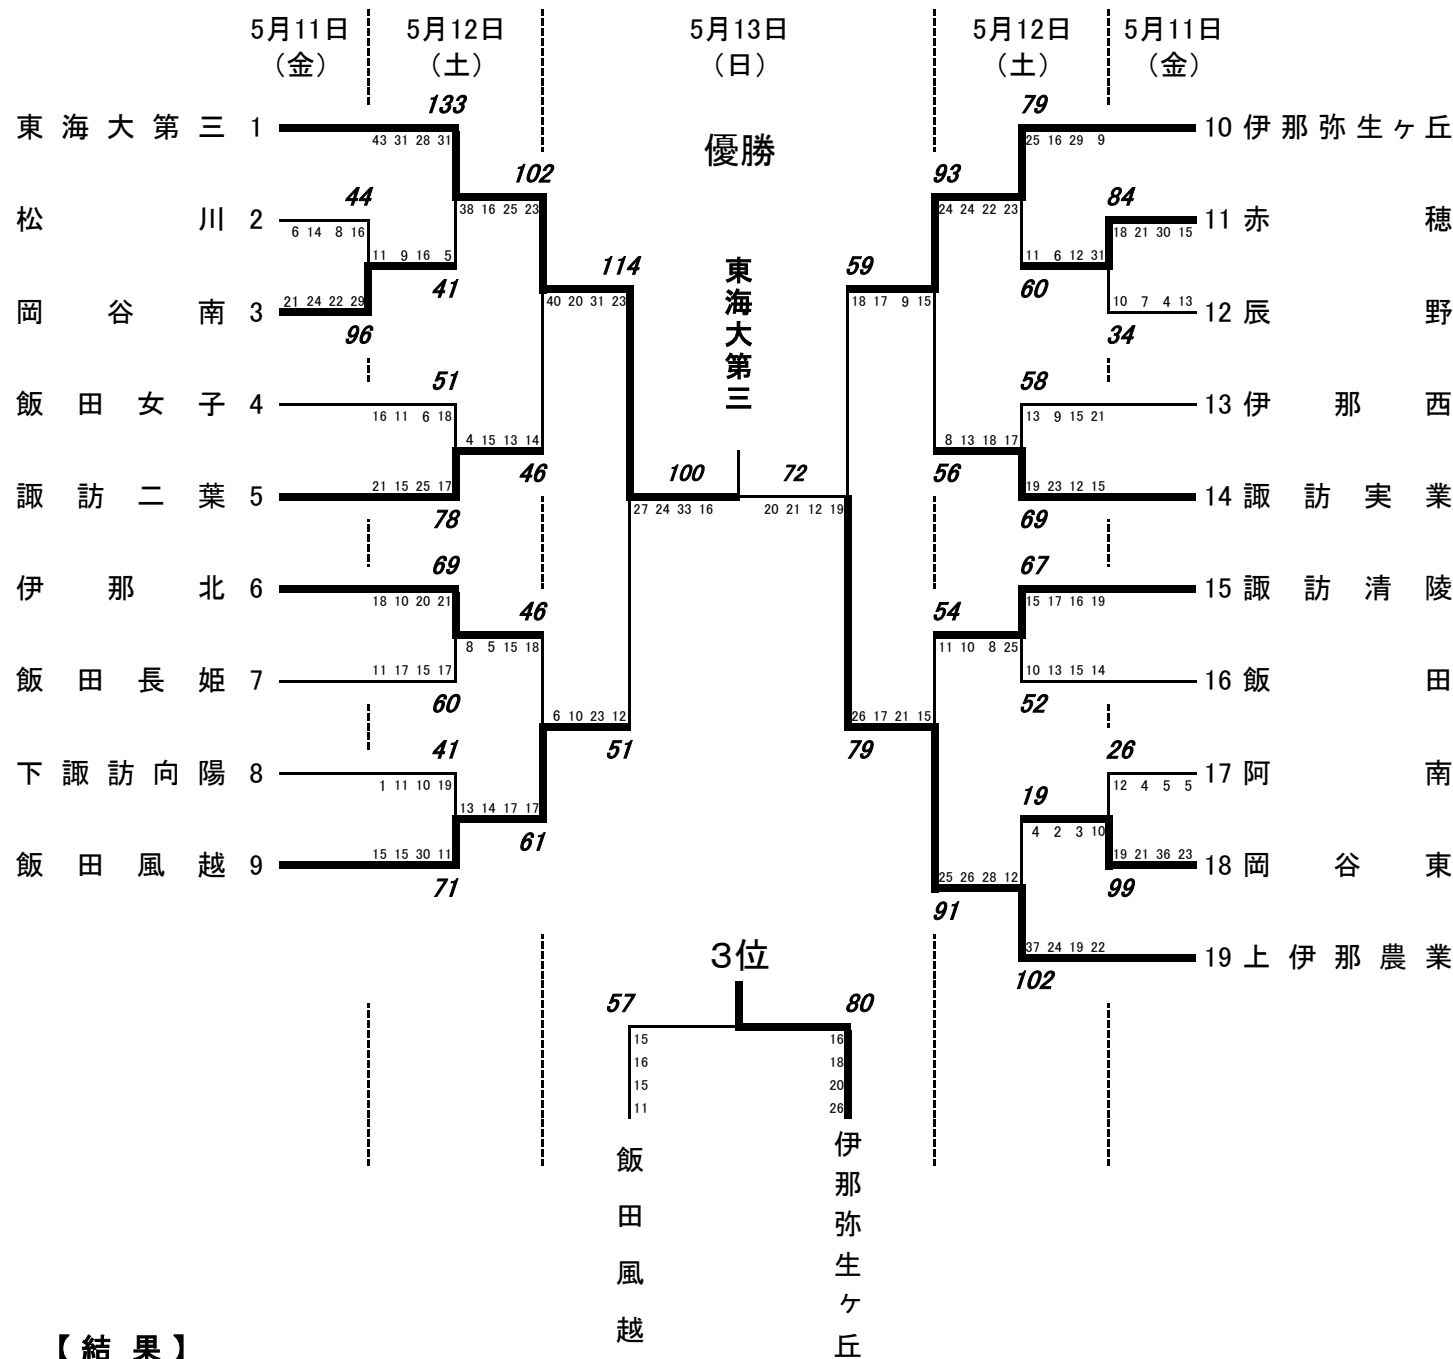 5月11日 5月12日 5月13日 5月12日 5月11日
(金) (土) (日) (土) (金)
133 79
東海大第三 1 10 伊那弥生ヶ丘
43 31 28 31 優勝 25 16 29 9
44 102 93 84
松川 2 11 赤穂
6 14 8 16 38 16 25 23 24 24 22 23 18 21 30 15
11 9 16 5 11 6 12 31
41 114 東海大第三 59 60
21 24 22 29 40 20 31 23 18 17 9 15 10 7 4 13
岡谷南 3 12 辰野
96 34
51 58
飯田女子 4 13 伊那西
16 11 6 18 13 9 15 21
4 15 13 14 8 13 18 17
46 100 72 56
21 15 25 17 19 23 12 15
諏訪二葉 5 14 諏訪実業
27 24 33 16 20 21 12 19
78 69
69 67
伊那北 6 15 諏訪清陵
18 10 20 21 15 17 16 19
46 54
8 5 15 18 11 10 8 25
11 17 15 17 10 13 15 14
飯田長姫 7 16 飯田
60 52
6 10 23 12 26 17 21 15
41 51 79 26
下諏訪向陽 8 17 阿南
1 11 10 19 12 4 5 5
13 14 17 17 19
61 4 2 3 10
15 15 30 11 19 21 36 23
飯田風越 9 18 岡谷東
71 25 26 28 12 99
91
37 24 19 22
3位 19 上伊那農業
102
57 80
15 16
16 18
15 20
11 26
飯田風越 伊那弥生ヶ丘
【結果】